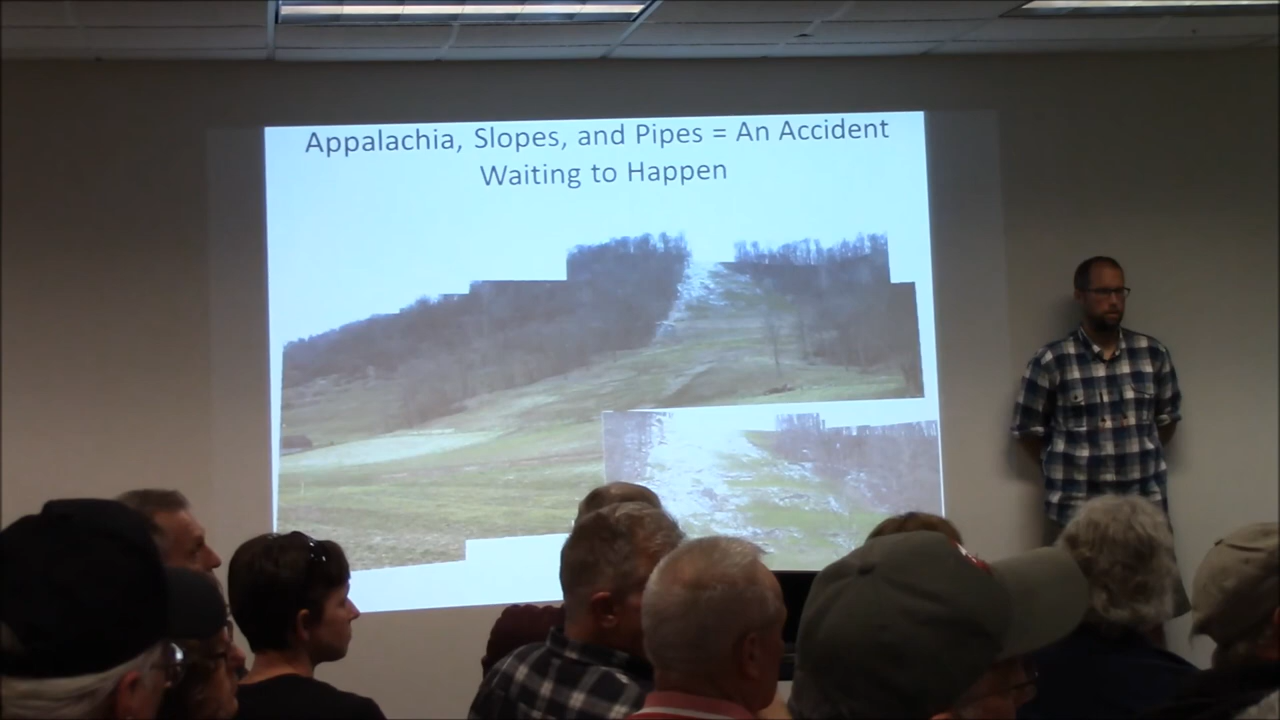 Appalachia, Slopes, and Pipes = An Accident
Waiting to Happen